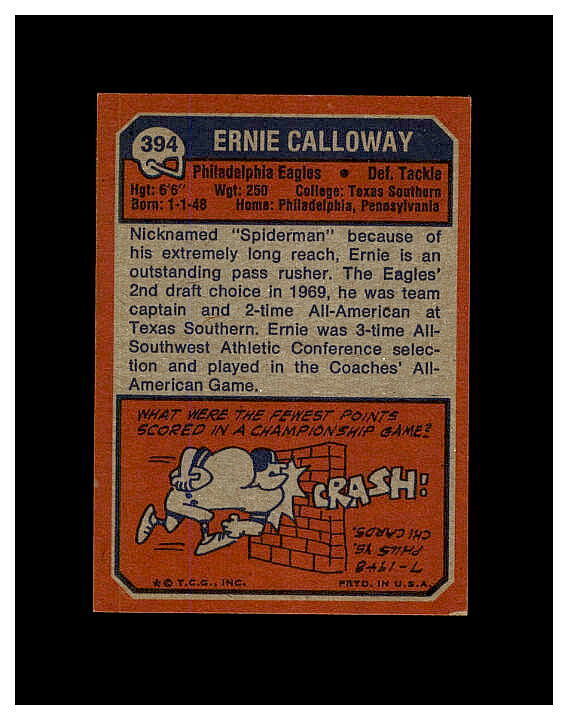 394
ERNIE CALLOWAY
Philadelphia Eagles • Def. Tackle
Hgt: 6'6" Wgt: 250 College: Texas Southern
Born: 1-1-48 Home: Philadelphia, Pennsylvania
Nicknamed "Spiderman" because of
his extremely long reach, Ernie is an
outstanding pass rusher. The Eagles'
2nd draft choice in 1969, he was team
captain and 2-time All-American at
Texas Southern. Ernie was 3-time All-
Southwest Athletic Conference selec-
tion and played in the Coaches' All-
American Game.
WHAT WERE THE FEWEST POINTS
SCORED IN A CHAMPIONSHIP GAME?
CRASH!
7-1948
PHILS VS.
CHI CARDS.
*© T.C.G., INC. PRTD. IN U.S.A.